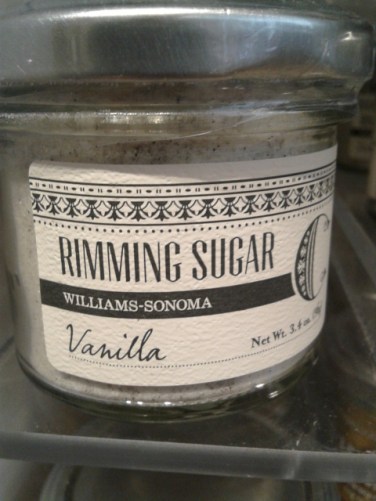 RIMMING SUGAR
WILLIAMS-SONOMA
Vanilla
Net Wt. 3.4 oz.